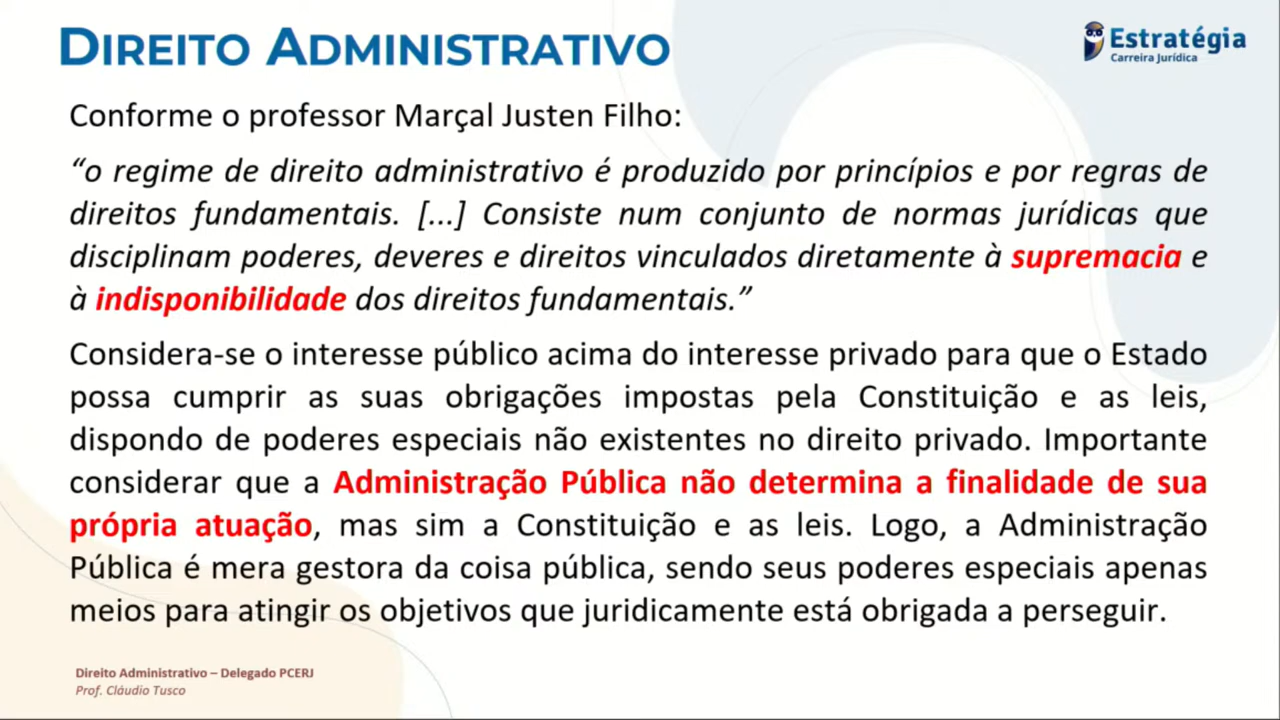 DIREITO ADMINISTRATIVO
Estratégia
Carreira Jurídica
Conforme o professor Marçal Justen Filho:
“o regime de direito administrativo é produzido por princípios e por regras de
direitos fundamentais. [...] Consiste num conjunto de normas jurídicas que
disciplinam poderes, deveres e direitos vinculados diretamente à supremacia e
à indisponibilidade dos direitos fundamentais.”
Considera-se o interesse público acima do interesse privado para que o Estado
possa cumprir as suas obrigações impostas pela Constituição e as leis,
dispondo de poderes especiais não existentes no direito privado. Importante
considerar que a Administração Pública não determina a finalidade de sua
própria atuação, mas sim a Constituição e as leis. Logo, a Administração
Pública é mera gestora da coisa pública, sendo seus poderes especiais apenas
meios para atingir os objetivos que juridicamente está obrigada a perseguir.
Direito Administrativo – Delegado PCERJ
Prof. Cláudio Tusco